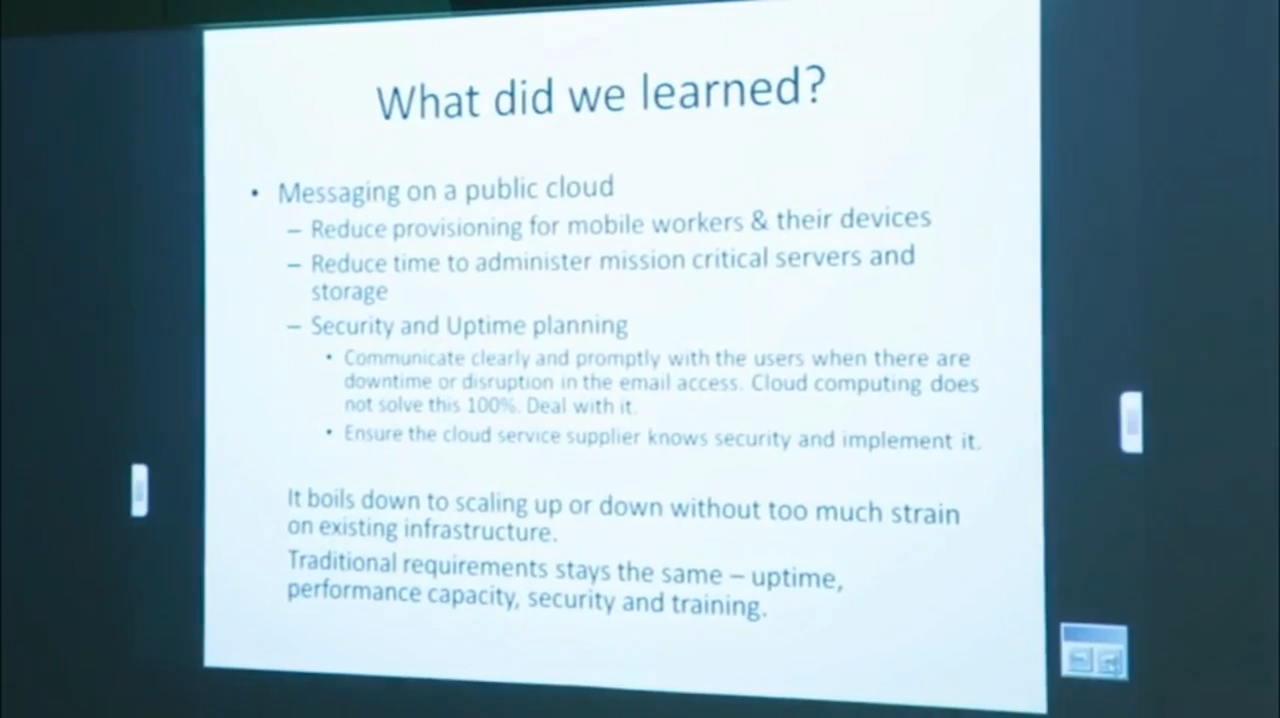 What did we learned?
• Messaging on a public cloud
– Reduce provisioning for mobile workers & their devices
– Reduce time to administer mission critical servers and
storage
– Security and Uptime planning
• Communicate clearly and promptly with the users when there are
downtime or disruption in the email access. Cloud computing does
not solve this 100%. Deal with it.
• Ensure the cloud service supplier knows security and implement it.
It boils down to scaling up or down without too much strain
on existing infrastructure.
Traditional requirements stays the same – uptime,
performance capacity, security and training.